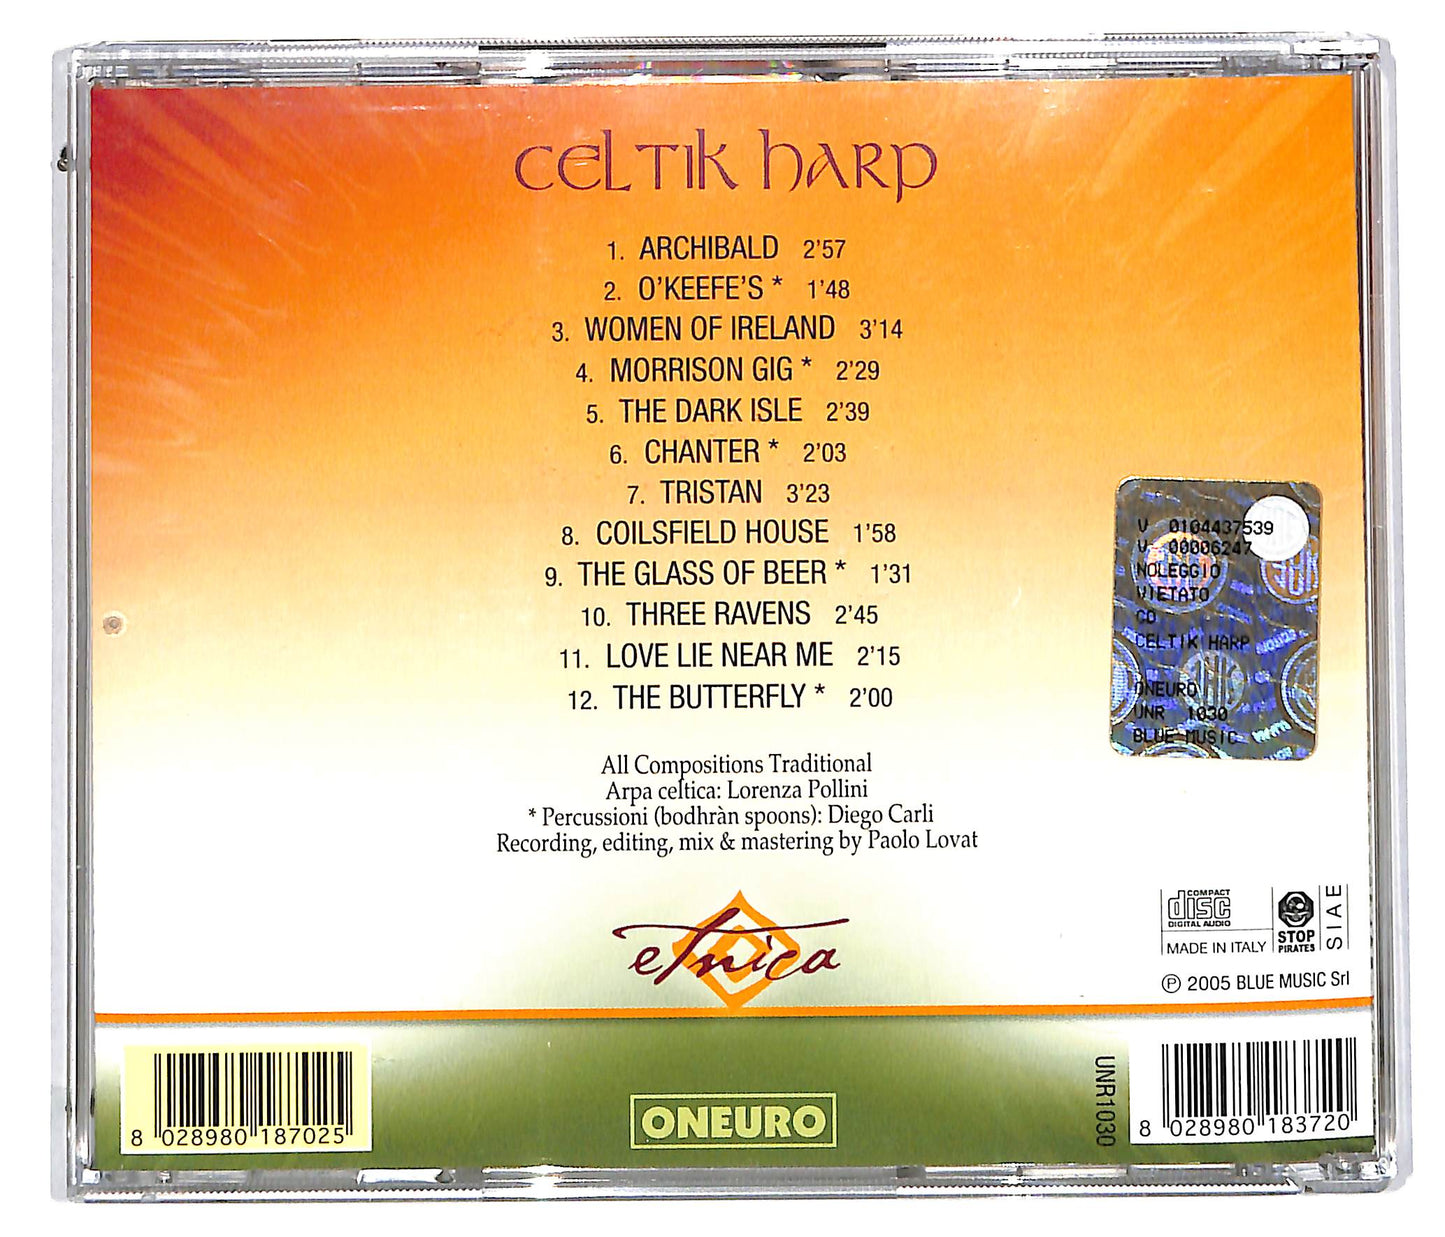 CELTIK HARP
1. ARCHIBALD 2'57
2. O'KEEFE'S * 1'48
3. WOMEN OF IRELAND 3'14
4. MORRISON GIG * 2'29
5. THE DARK ISLE 2'39
6. CHANTER * 2'03
7. TRISTAN 3'23
8. COILSFIELD HOUSE 1'58
9. THE GLASS OF BEER * 1'31
10. THREE RAVENS 2'45
11. LOVE LIE NEAR ME 2'15
12. THE BUTTERFLY * 2'00
All Compositions Traditional
Arpa celtica: Lorenza Pollini
* Percussioni (bodhràn spoons): Diego Carli
Recording, editing, mix & mastering by Paolo Lovat
V 0104437539
V. 00006247
NOLEGGIO
VIETATO
CD
CELTIK HARP
ONEURO
UNR 1030
BLUE MUSIC
etnica
COMPACT
disc
DIGITAL AUDIO
MADE IN ITALY
STOP
PIRATES
SIAE
℗ 2005 BLUE MUSIC Srl
8 028980 187025
ONEURO
UNR1030
8 028980 183720